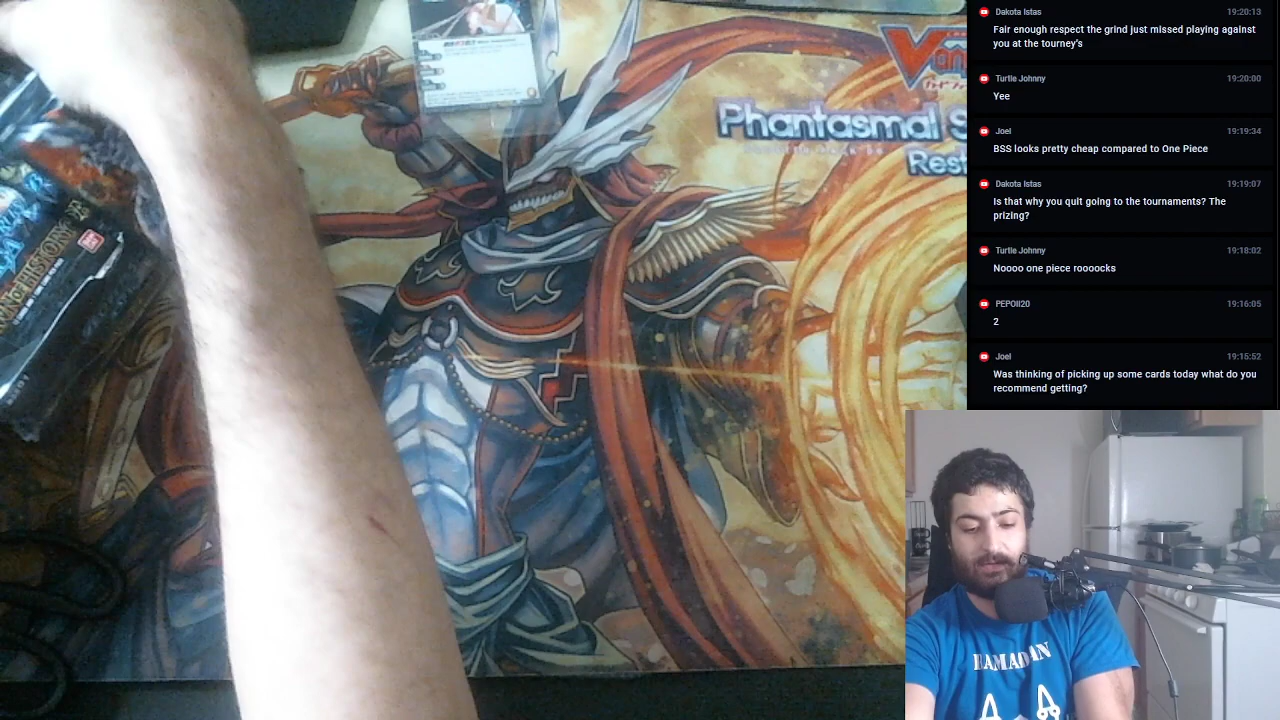 Dakota Istas
19:20:13
Fair enough respect the grind just missed playing against
you at the tourney's
Turtle Johnny
19:20:00
Yee
Joel
19:19:34
BSS looks pretty cheap compared to One Piece
Dakota Istas
19:19:07
Is that why you quit going to the tournaments? The
prizing?
Turtle Johnny
19:18:02
Noooo one piece roooocks
PEPOII20
19:16:05
2
Joel
19:15:52
Was thinking of picking up some cards today what do you
recommend getting?
Phantasmal S
Rest